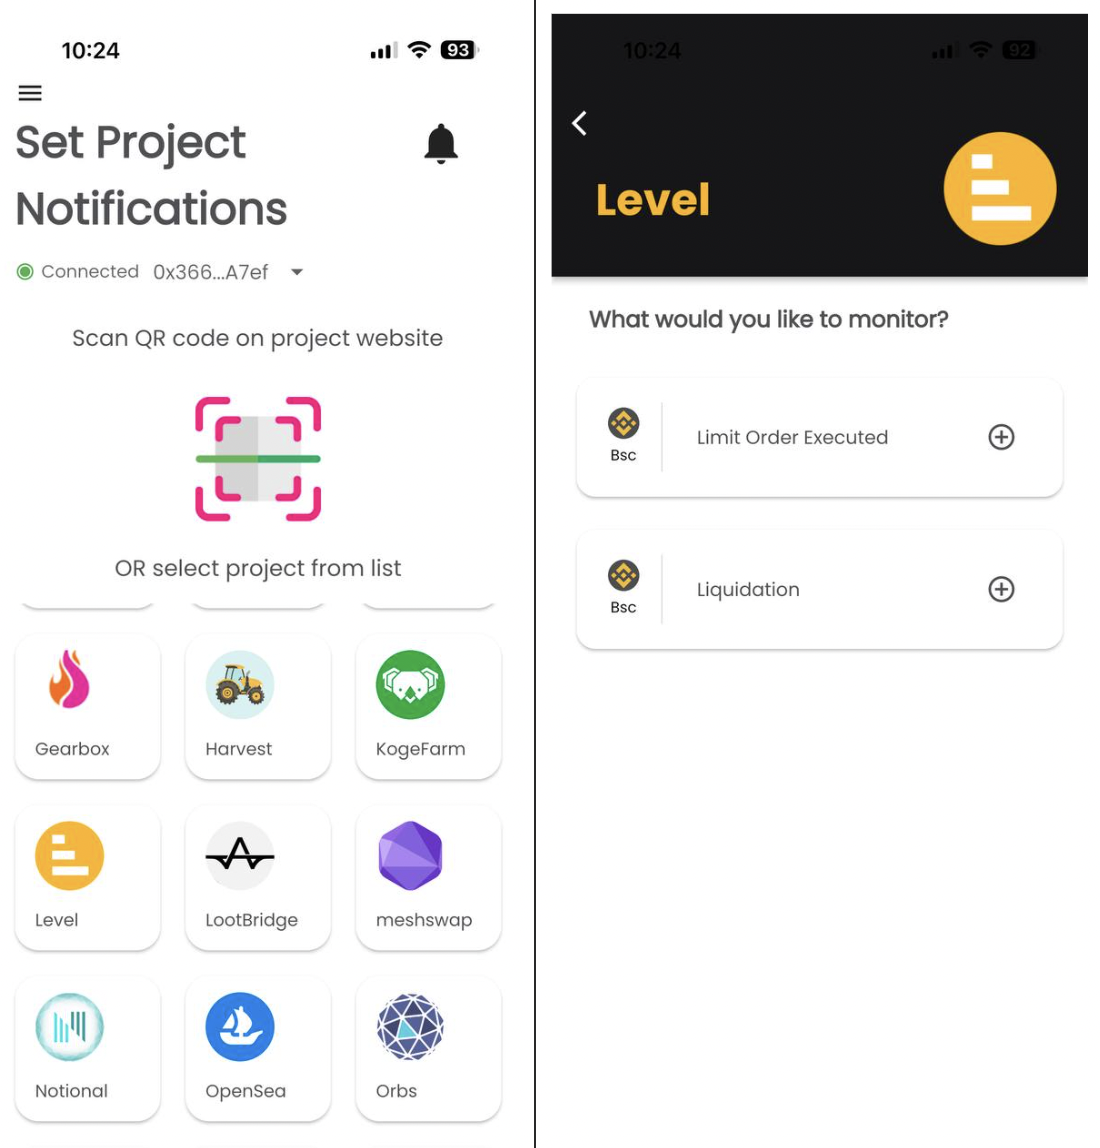 10:24
93
Set Project
Notifications
Connected 0x366...A7ef
Scan QR code on project website
OR select project from list
Gearbox
Harvest
KogeFarm
Level
LootBridge
meshswap
Notional
OpenSea
Orbs
10:24
92
Level
What would you like to monitor?
Bsc
Limit Order Executed
Bsc
Liquidation